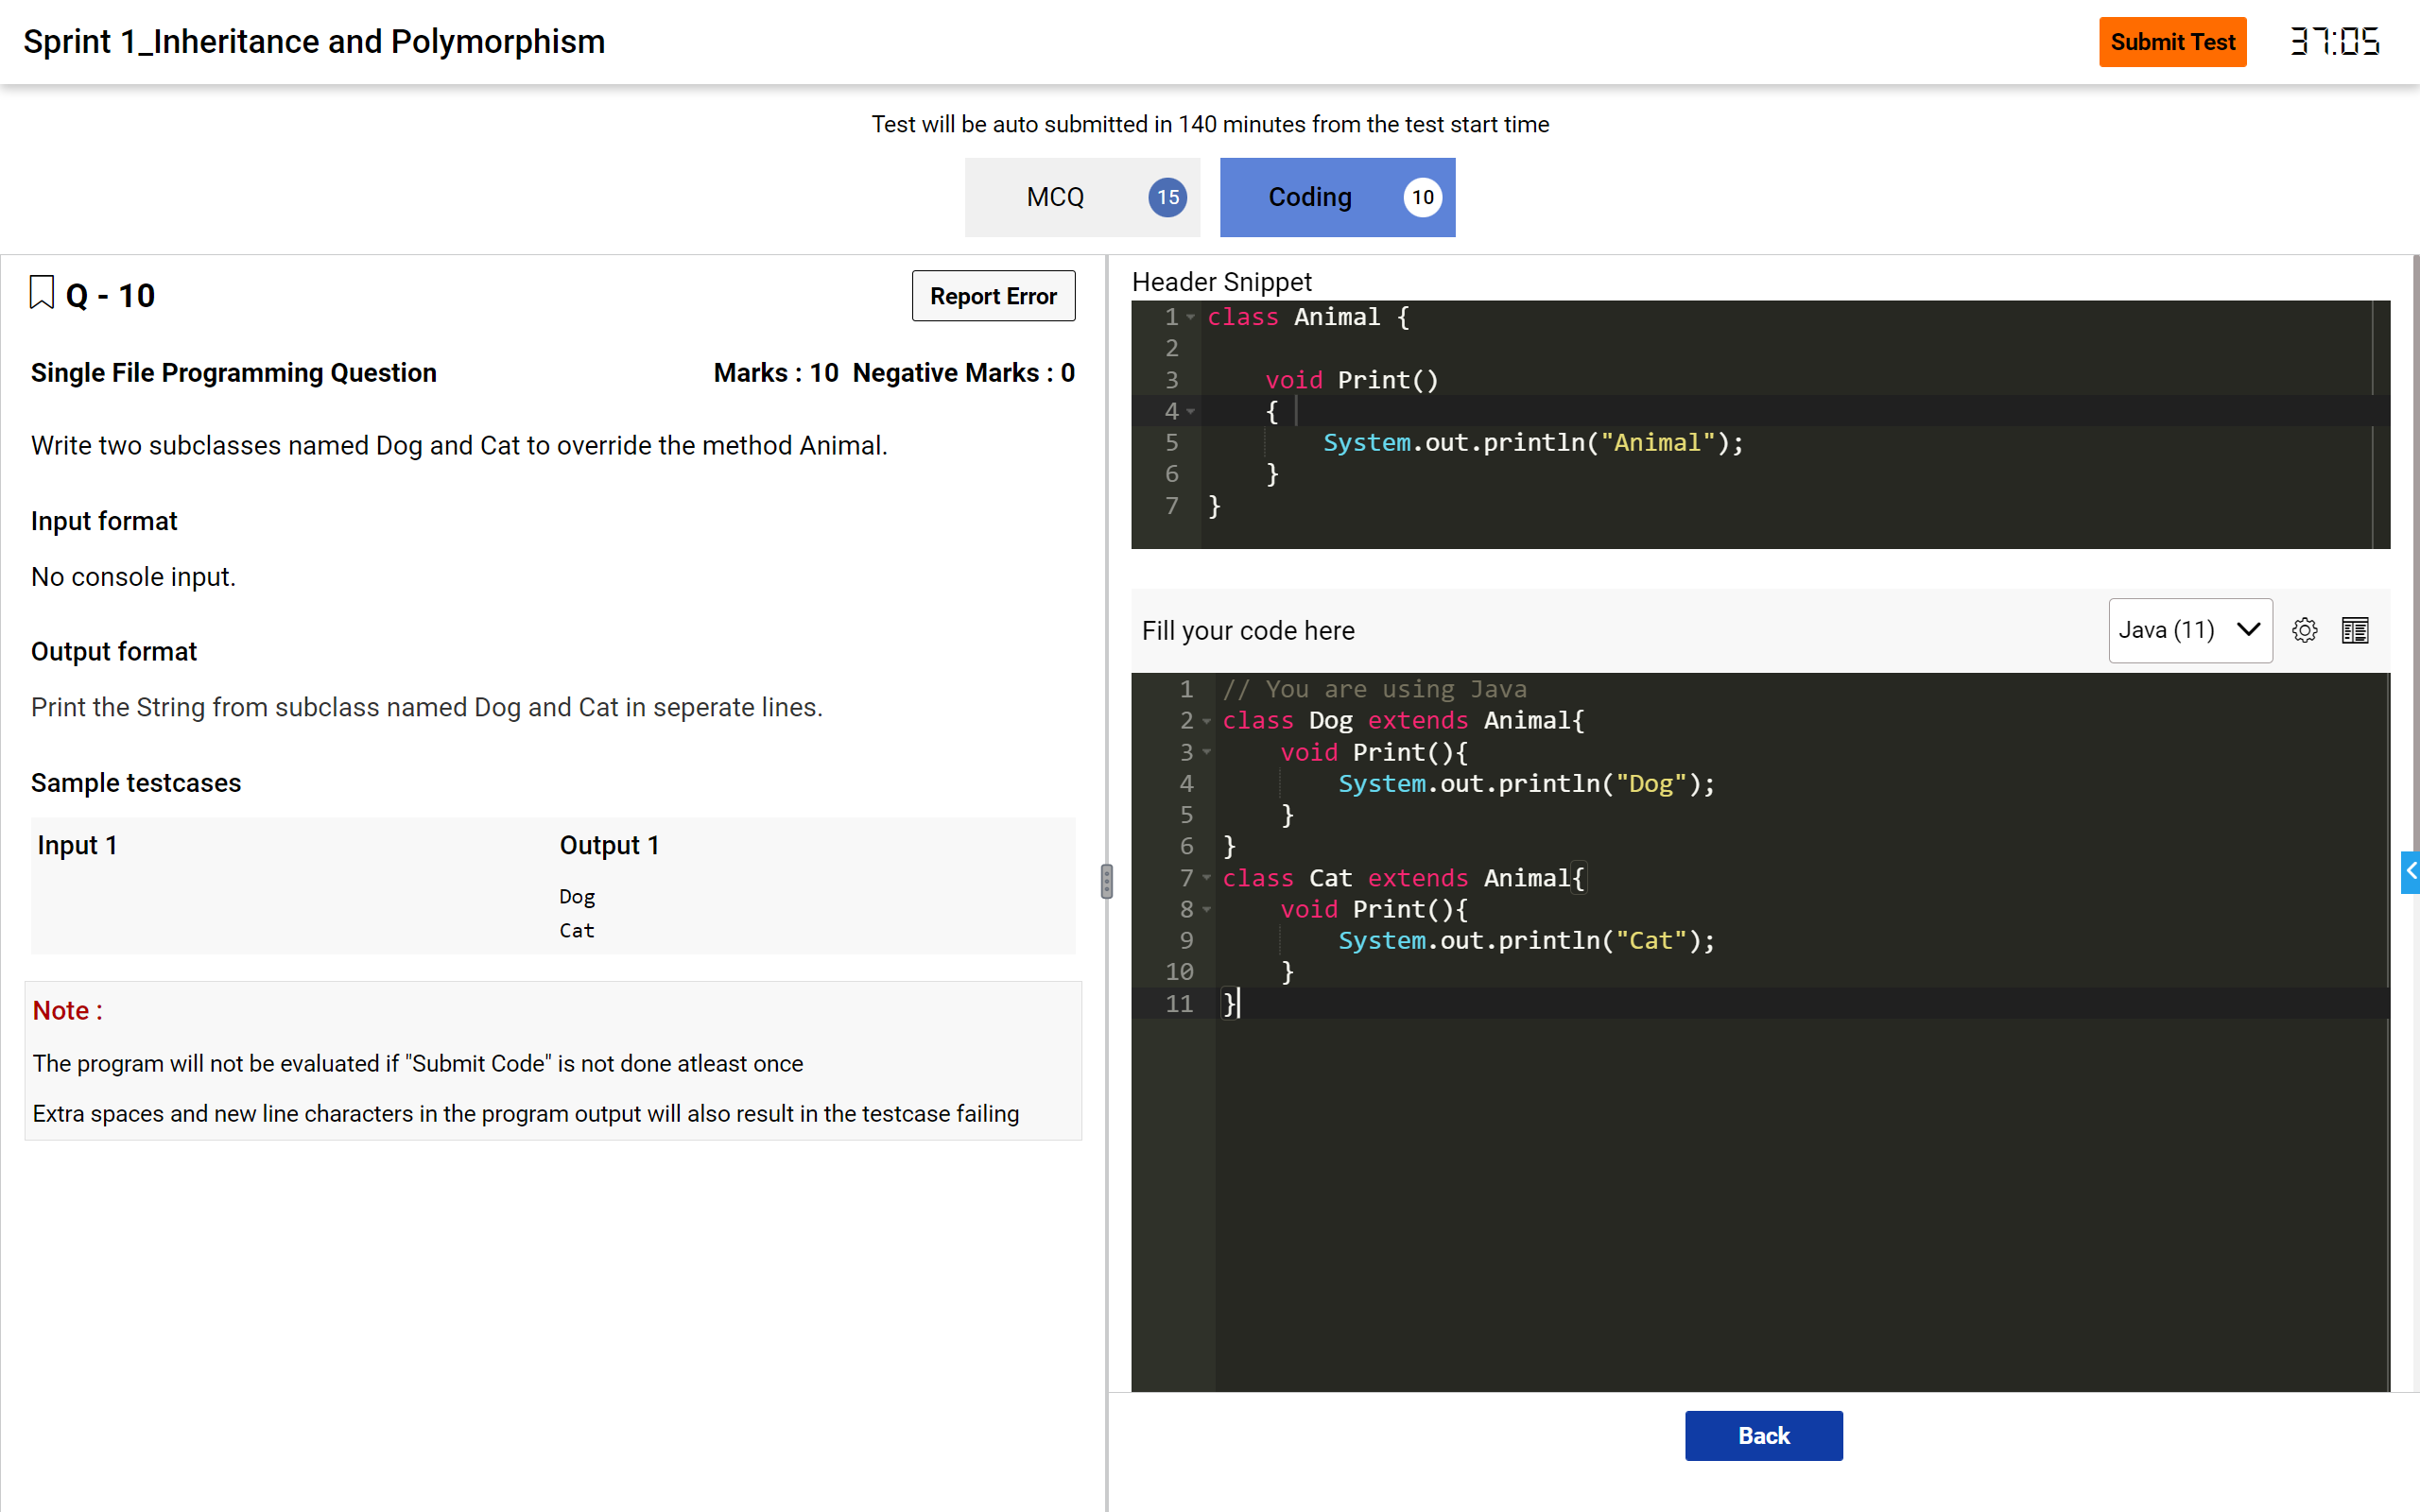 Sprint 1_Inheritance and Polymorphism
Submit Test
37:05
Test will be auto submitted in 140 minutes from the test start time
MCQ 15
Coding 10
Q - 10
Report Error
Single File Programming Question
Marks : 10 Negative Marks : 0
Write two subclasses named Dog and Cat to override the method Animal.
Input format
No console input.
Output format
Print the String from subclass named Dog and Cat in seperate lines.
Sample testcases
Input 1
Output 1
Dog
Cat
Note :
The program will not be evaluated if "Submit Code" is not done atleast once
Extra spaces and new line characters in the program output will also result in the testcase failing
Header Snippet
1 class Animal {
2
3     void Print()
4     {
5         System.out.println("Animal");
6     }
7 }
Fill your code here
Java (11)
1 // You are using Java
2 class Dog extends Animal{
3     void Print(){
4         System.out.println("Dog");
5     }
6 }
7 class Cat extends Animal{
8     void Print(){
9         System.out.println("Cat");
10     }
11 }
Back